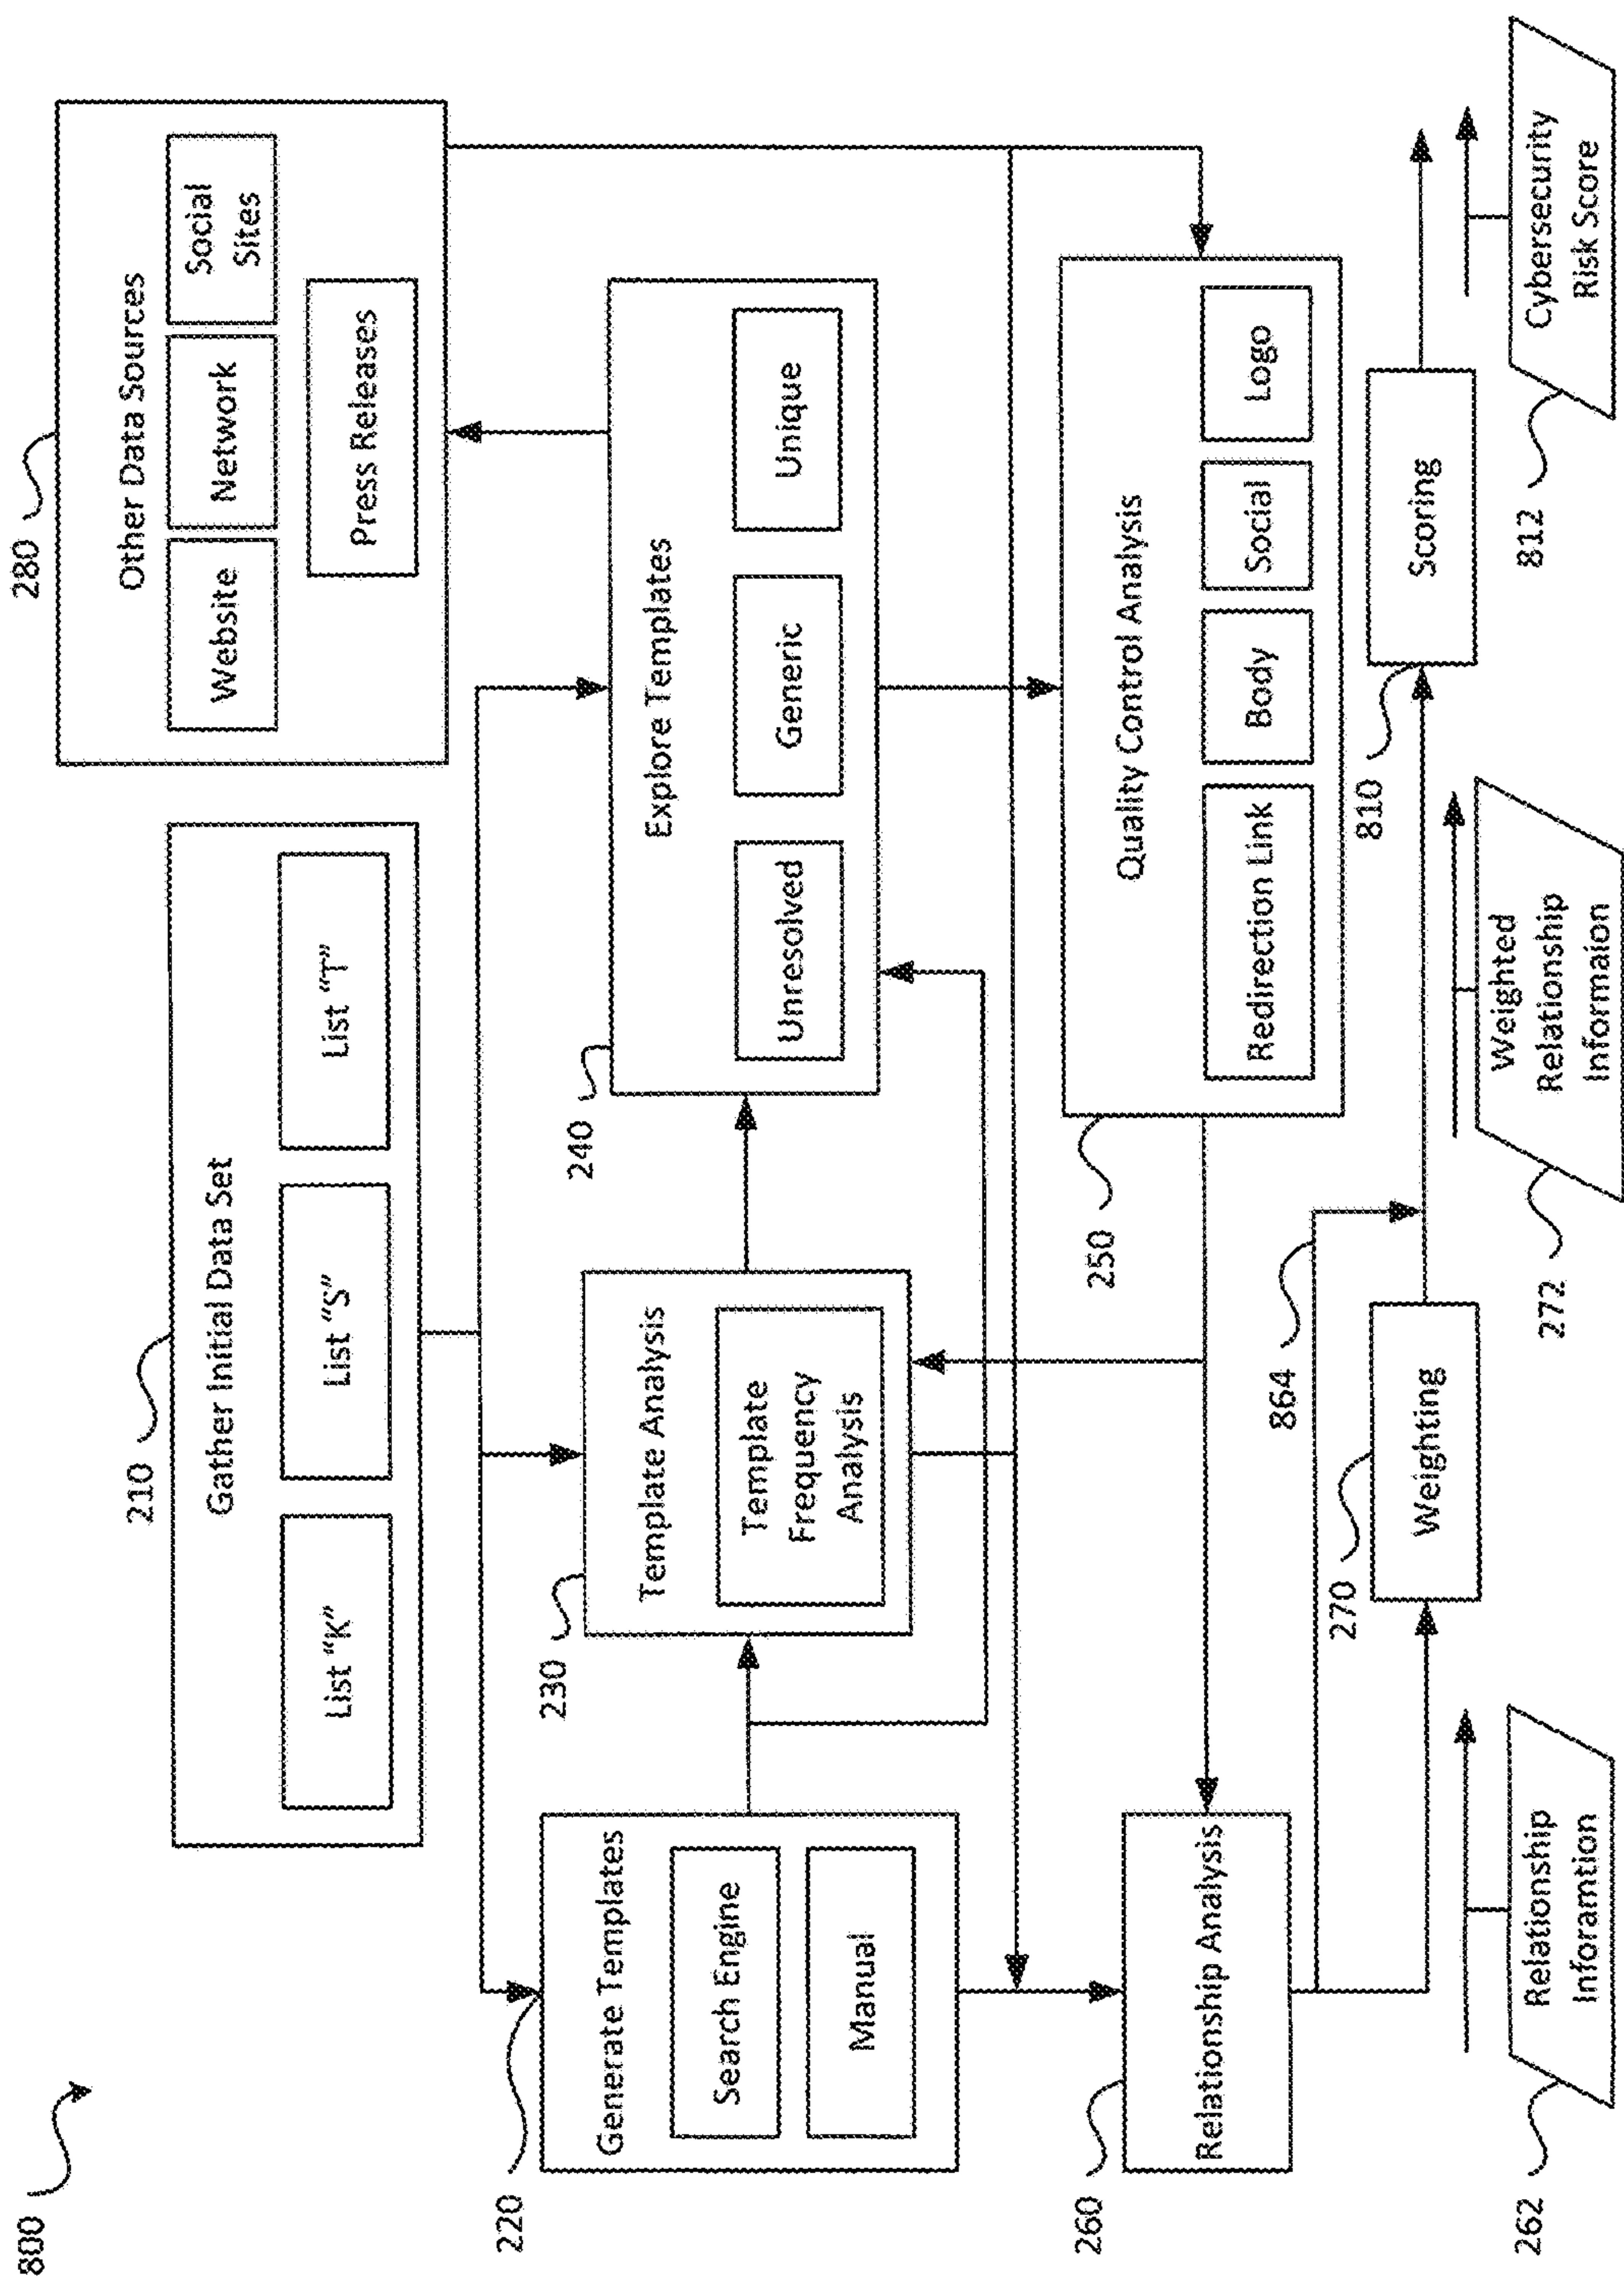 800
210
Gather Initial Data Set
List “K”
List “S”
List “T”
280
Other Data Sources
Website
Network
Social
Sites
Press Releases
220
Generate Templates
Search Engine
Manual
230
Template Analysis
Template
Frequency
Analysis
240
Explore Templates
Unresolved
Generic
Unique
250
Quality Control Analysis
Redirection Link
Body
Social
Logo
260
Relationship Analysis
864
270
Weighting
810
Scoring
262
Relationship
Inforamtion
272
Weighted
Relationship
Informaion
812
Cybersecurity
Risk Score